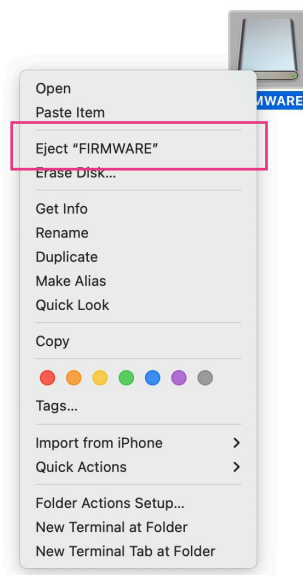 MWARE
Open
Paste Item
Eject “FIRMWARE”
Erase Disk...
Get Info
Rename
Duplicate
Make Alias
Quick Look
Copy
Tags...
Import from iPhone
Quick Actions
Folder Actions Setup...
New Terminal at Folder
New Terminal Tab at Folder